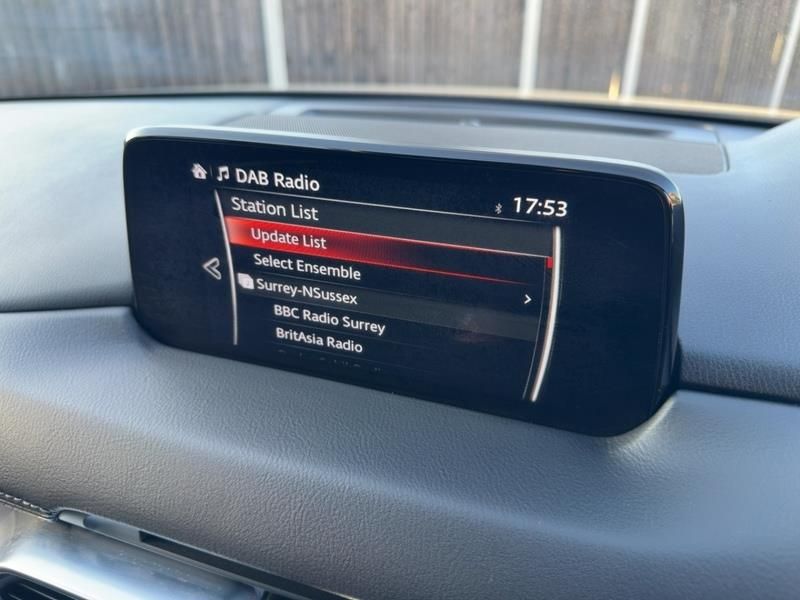 DAB Radio
17:53
Station List
Update List
Select Ensemble
Surrey-NSussex
BBC Radio Surrey
BritAsia Radio